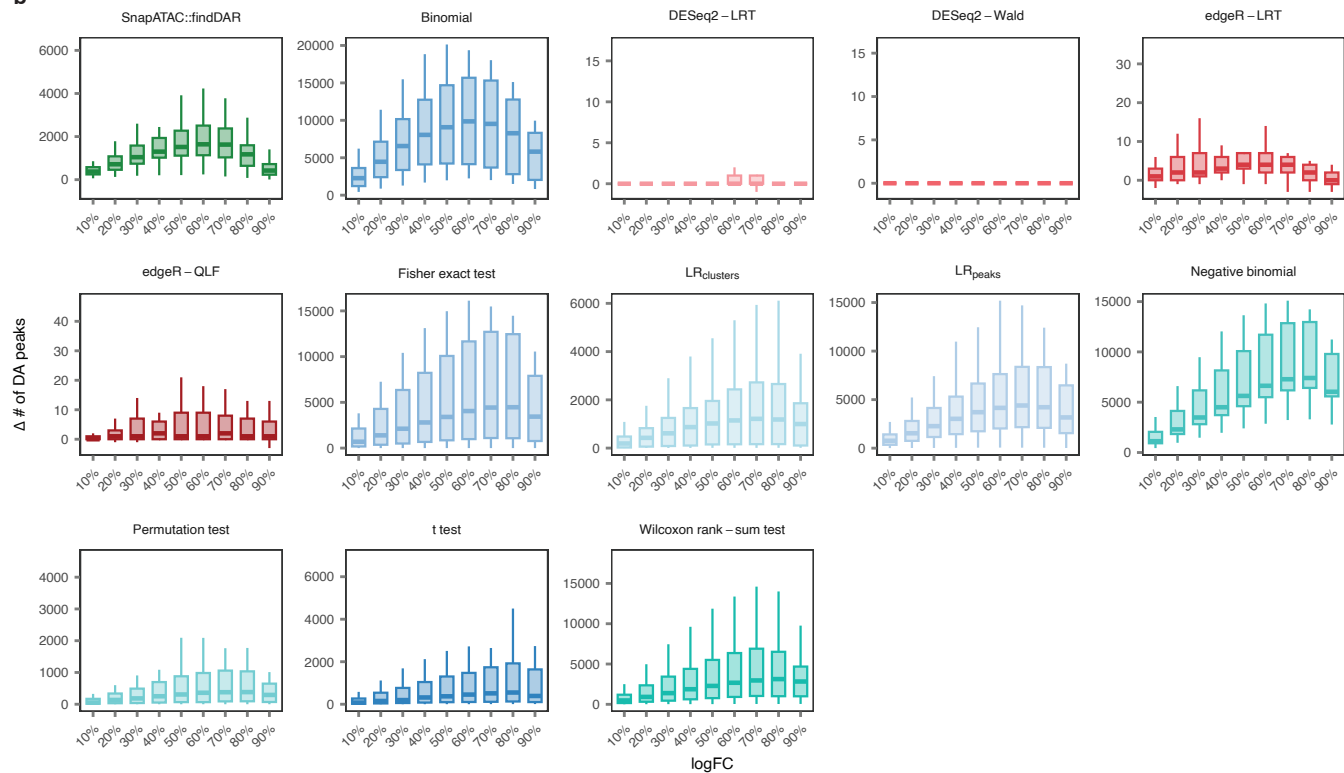 b
SnapATAC::findDAR
Binomial
DESeq2–LRT
DESeq2–Wald
edgeR–LRT
6000
4000
2000
0
20000
15000
10000
5000
0
15
10
5
0
15
10
5
0
30
20
10
0
10% 20% 30% 40% 50% 60% 70% 80% 90%
10% 20% 30% 40% 50% 60% 70% 80% 90%
10% 20% 30% 40% 50% 60% 70% 80% 90%
10% 20% 30% 40% 50% 60% 70% 80% 90%
10% 20% 30% 40% 50% 60% 70% 80% 90%
Δ # of DA peaks
edgeR–QLF
Fisher exact test
LRclusters
LRpeaks
Negative binomial
40
30
20
10
0
15000
10000
5000
0
6000
4000
2000
0
15000
10000
5000
0
15000
10000
5000
0
10% 20% 30% 40% 50% 60% 70% 80% 90%
10% 20% 30% 40% 50% 60% 70% 80% 90%
10% 20% 30% 40% 50% 60% 70% 80% 90%
10% 20% 30% 40% 50% 60% 70% 80% 90%
10% 20% 30% 40% 50% 60% 70% 80% 90%
Permutation test
t test
Wilcoxon rank–sum test
4000
3000
2000
1000
0
6000
4000
2000
0
15000
10000
5000
0
10% 20% 30% 40% 50% 60% 70% 80% 90%
10% 20% 30% 40% 50% 60% 70% 80% 90%
10% 20% 30% 40% 50% 60% 70% 80% 90%
logFC